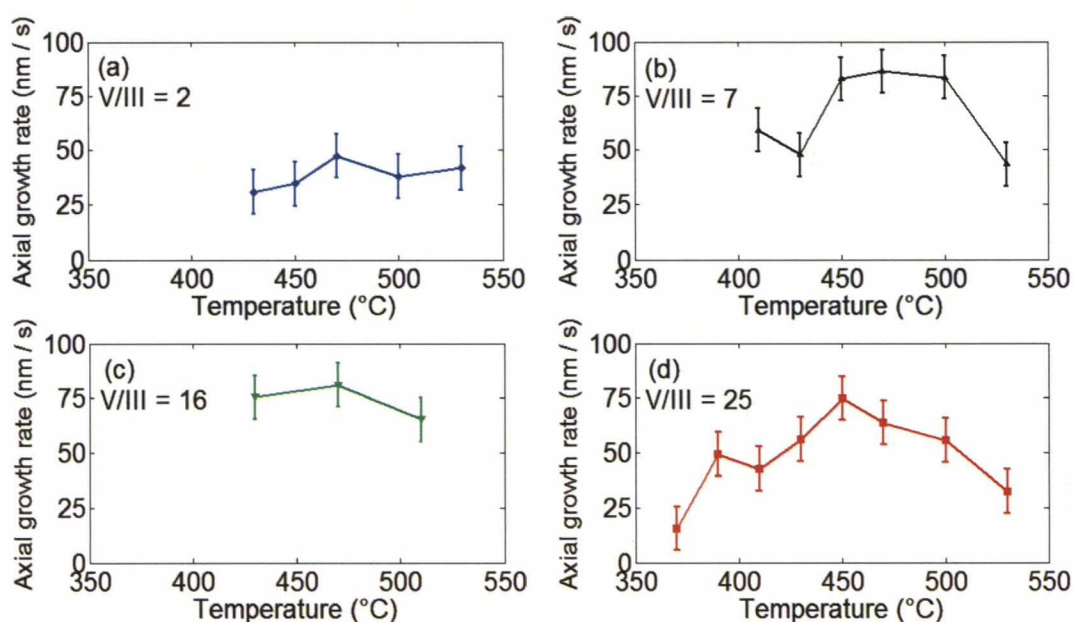 Axial growth rate (nm / s)
100
75
50
25
0
(a)
V/III = 2
350 400 450 500 550
Temperature (°C)
Axial growth rate (nm / s)
100
75
50
25
0
(b)
V/III = 7
350 400 450 500 550
Temperature (°C)
Axial growth rate (nm / s)
100
75
50
25
0
(c)
V/III = 16
350 400 450 500 550
Temperature (°C)
Axial growth rate (nm / s)
100
75
50
25
0
(d)
V/III = 25
350 400 450 500 550
Temperature (°C)